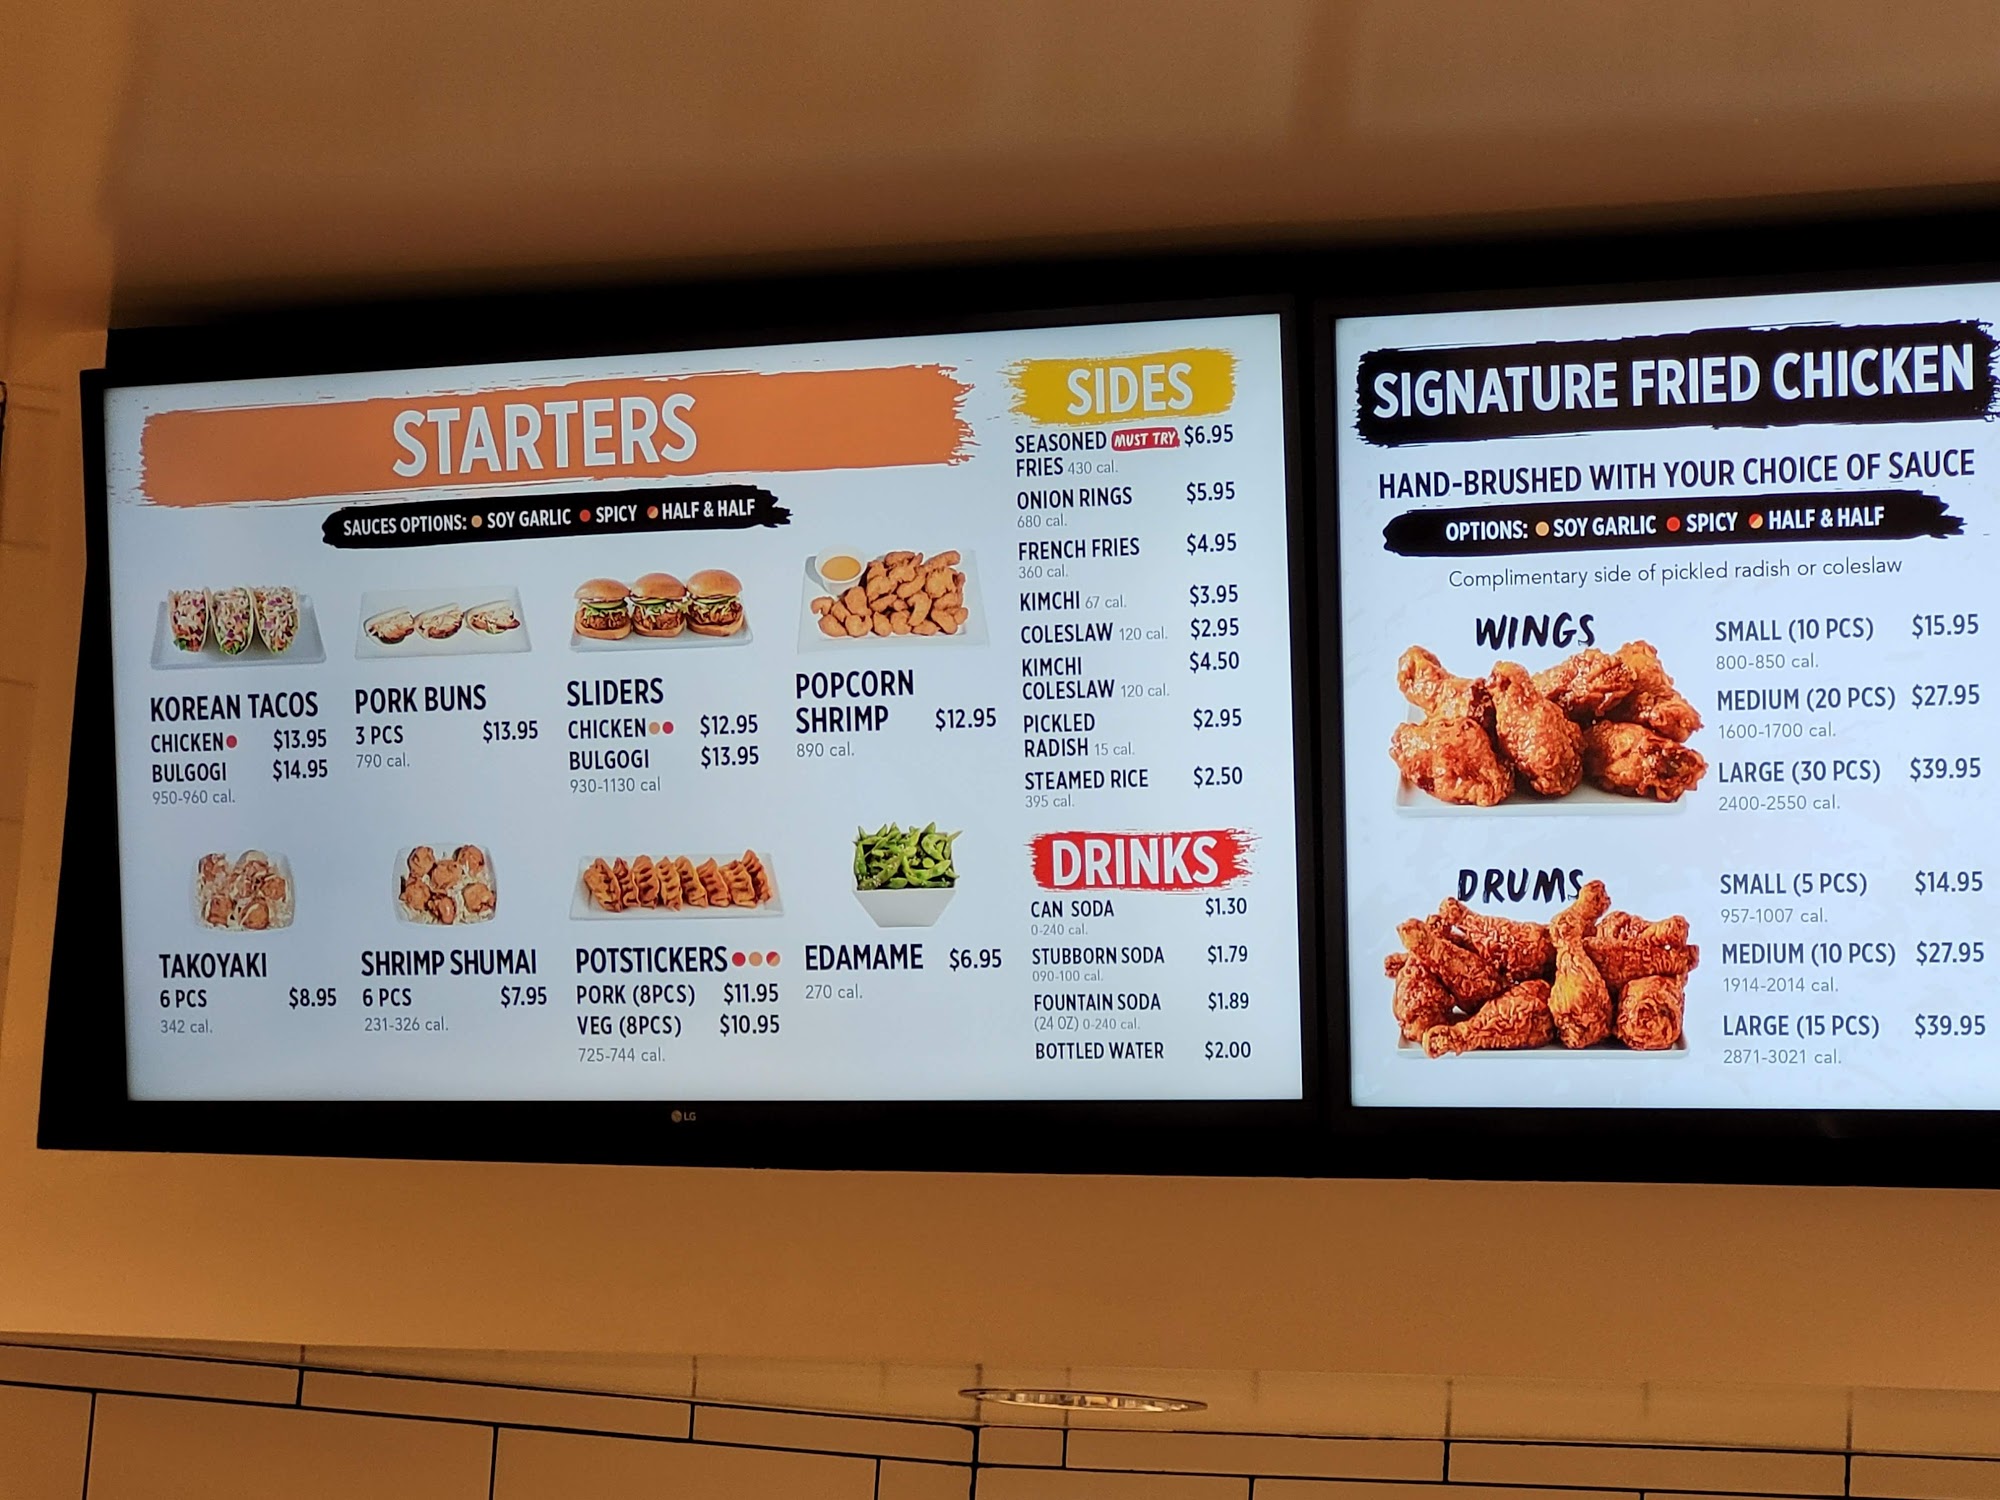 STARTERS
SAUCES OPTIONS: SOY GARLIC SPICY HALF & HALF
KOREAN TACOS
CHICKEN $13.95
BULGOGI $14.95
950-960 cal.
PORK BUNS
3 PCS $13.95
790 cal.
SLIDERS
CHICKEN $12.95
BULGOGI $13.95
930-1130 cal
POPCORN
SHRIMP $12.95
890 cal.
TAKOYAKI
6 PCS $8.95
342 cal.
SHRIMP SHUMAI
6 PCS $7.95
231-326 cal.
POTSTICKERS
PORK (8PCS) $11.95
VEG (8PCS) $10.95
725-744 cal.
EDAMAME $6.95
270 cal.
SIDES
SEASONED MUST TRY $6.95
FRIES 430 cal.
ONION RINGS $5.95
680 cal.
FRENCH FRIES $4.95
360 cal.
KIMCHI 67 cal. $3.95
COLESLAW 120 cal. $2.95
KIMCHI $4.50
COLESLAW 120 cal.
PICKLED $2.95
RADISH 15 cal.
STEAMED RICE $2.50
395 cal.
DRINKS
CAN SODA $1.30
0-240 cal.
STUBBORN SODA $1.79
090-100 cal.
FOUNTAIN SODA $1.89
(24 OZ) 0-240 cal.
BOTTLED WATER $2.00
LG
SIGNATURE FRIED CHICKEN
HAND-BRUSHED WITH YOUR CHOICE OF SAUCE
OPTIONS: SOY GARLIC SPICY HALF & HALF
Complimentary side of pickled radish or coleslaw
WINGS
SMALL (10 PCS) $15.95
800-850 cal.
MEDIUM (20 PCS) $27.95
1600-1700 cal.
LARGE (30 PCS) $39.95
2400-2550 cal.
DRUMS
SMALL (5 PCS) $14.95
957-1007 cal.
MEDIUM (10 PCS) $27.95
1914-2014 cal.
LARGE (15 PCS) $39.95
2871-3021 cal.